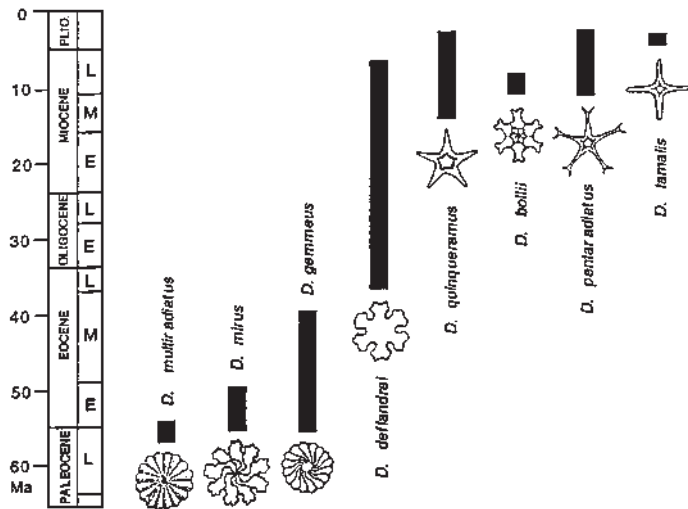 0
10
20
30
40
50
60
Ma
PLIO.
MIOCENE
OLIGOCENE
EOCENE
PALEOCENE
L
M
E
L
E
L
M
E
L
D. multiradiatus
D. mirus
D. gemmeus
D. deflandrei
D. quinqueramus
D. bollii
D. pentaradiatus
D. tamalis